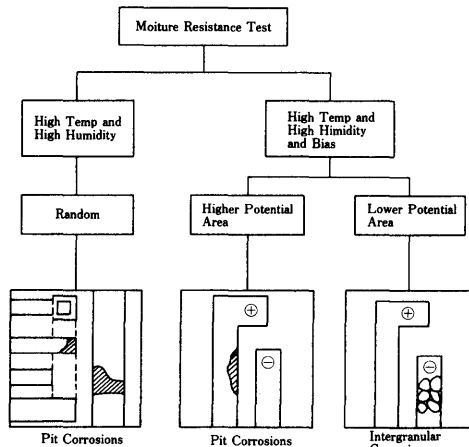 Moiture Resistance Test
High Temp and
High Humidity
High Temp and
High Himidity
and Bias
Random
Higher Potential
Area
Lower Potential
Area
+
+
−
−
Pit Corrosions
Pit Corrosions
Intergranular